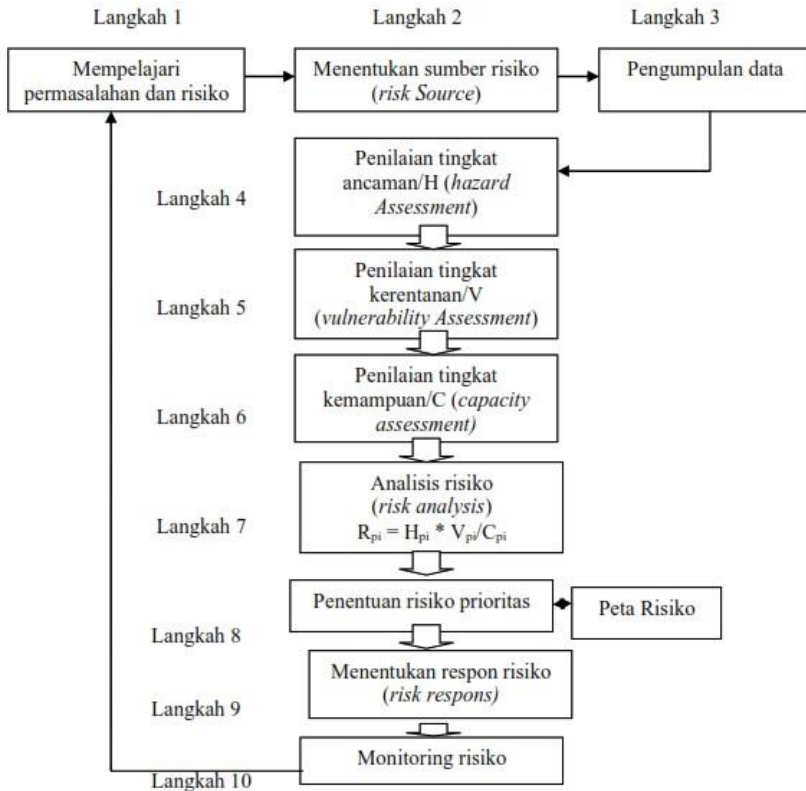 Langkah 1
Langkah 2
Langkah 3
Mempelajari
permasalahan dan risiko
Menentukan sumber risiko
(risk Source)
Pengumpulan data
Langkah 4
Penilaian tingkat
ancaman/H (hazard
Assessment)
Langkah 5
Penilaian tingkat
kerentanan/V
(vulnerability Assessment)
Langkah 6
Penilaian tingkat
kemampuan/C (capacity
assessment)
Langkah 7
Analisis risiko
(risk analysis)
Rpi = Hpi * Vpi/Cpi
Langkah 8
Penentuan risiko prioritas
Peta Risiko
Langkah 9
Menentukan respon risiko
(risk respons)
Langkah 10
Monitoring risiko